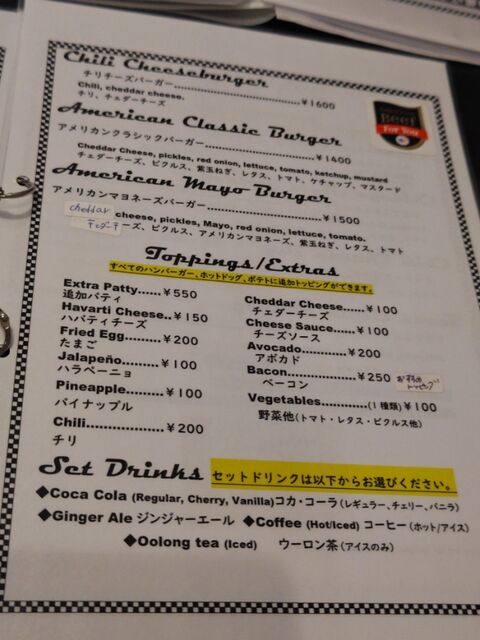 Chili Cheeseburger
チリチーズバーガー..............................¥1600
Chili, cheddar cheese.
チリ、チェダーチーズ
Beef
For You
American Classic Burger
アメリカンクラシックバーガー..............................¥1400
Cheddar Cheese, pickles, red onion, lettuce, tomato, ketchup, mustard
チェダーチーズ、ピクルス、紫玉ねぎ、レタス、トマト、ケチャップ、マスタード
American Mayo Burger
アメリカンマヨネーズバーガー..............................¥1500
cheddar cheese, pickles, Mayo, red onion, lettuce, tomato.
チェダーチーズ、ピクルス、アメリカンマヨネーズ、紫玉ねぎ、レタス、トマト
Toppings/Extras
すべてのハンバーガー、ホットドッグ、ポテトに追加トッピングができます。
Extra Patty......¥550
追加パティ
Havarti Cheese..¥150
ハバティチーズ
Fried Egg.........¥200
たまご
Jalapeño..........¥100
ハラペーニョ
Pineapple.........¥100
パイナップル
Chili................¥200
チリ
Cheddar Cheese....¥100
チェダーチーズ
Cheese Sauce......¥100
チーズソース
Avocado.............¥200
アボカド
Bacon................¥250
ベーコン
おすすめ
トッピング
Vegetables...........(1種類)¥100
野菜他(トマト・レタス・ピクルス他)
Set Drinks セットドリンクは以下からお選びください。
◆Coca Cola (Regular, Cherry, Vanilla)コカ・コーラ(レギュラー、チェリー、バニラ)
◆Ginger Ale ジンジャーエール ◆Coffee (Hot/Iced) コーヒー(ホット/アイス)
◆Oolong tea (Iced) ウーロン茶(アイスのみ)